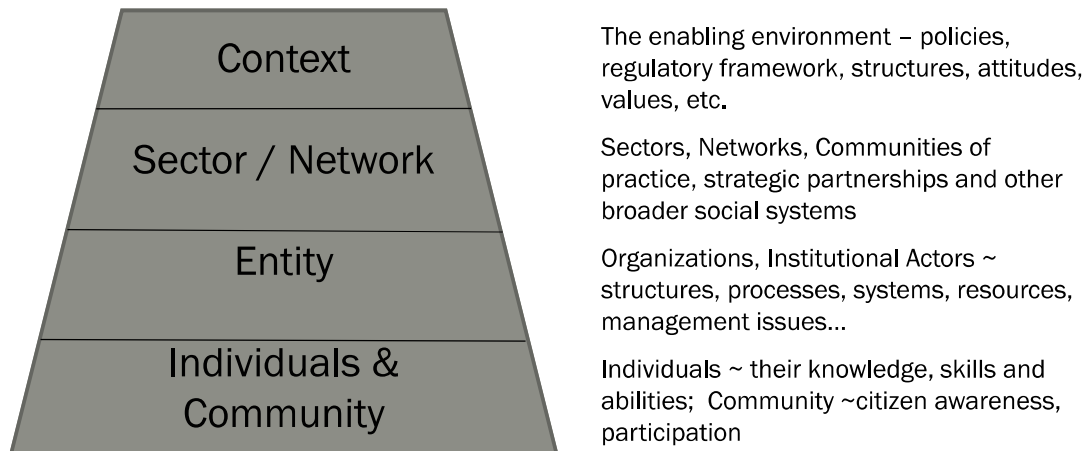 Context
The enabling environment – policies,
regulatory framework, structures, attitudes,
values, etc.
Sector / Network
Sectors, Networks, Communities of
practice, strategic partnerships and other
broader social systems
Entity
Organizations, Institutional Actors ~
structures, processes, systems, resources,
management issues...
Individuals &
Community
Individuals ~ their knowledge, skills and
abilities;  Community ~citizen awareness,
participation